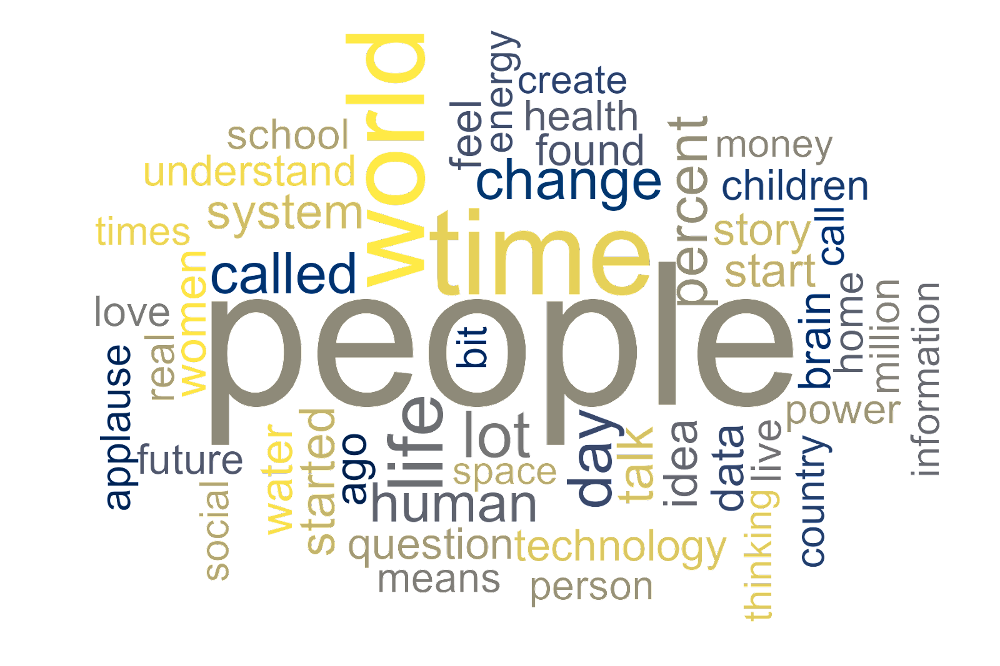 world
energy
create
feel
health
school
found
percent
money
understand
change
children
system
time
story
call
times
called
start
women
home
million
information
love
people
brain
real
bit
applause
power
life
lot
day
talk
idea
data
live
country
future
water
started
ago
space
social
human
thinking
question
technology
means
person